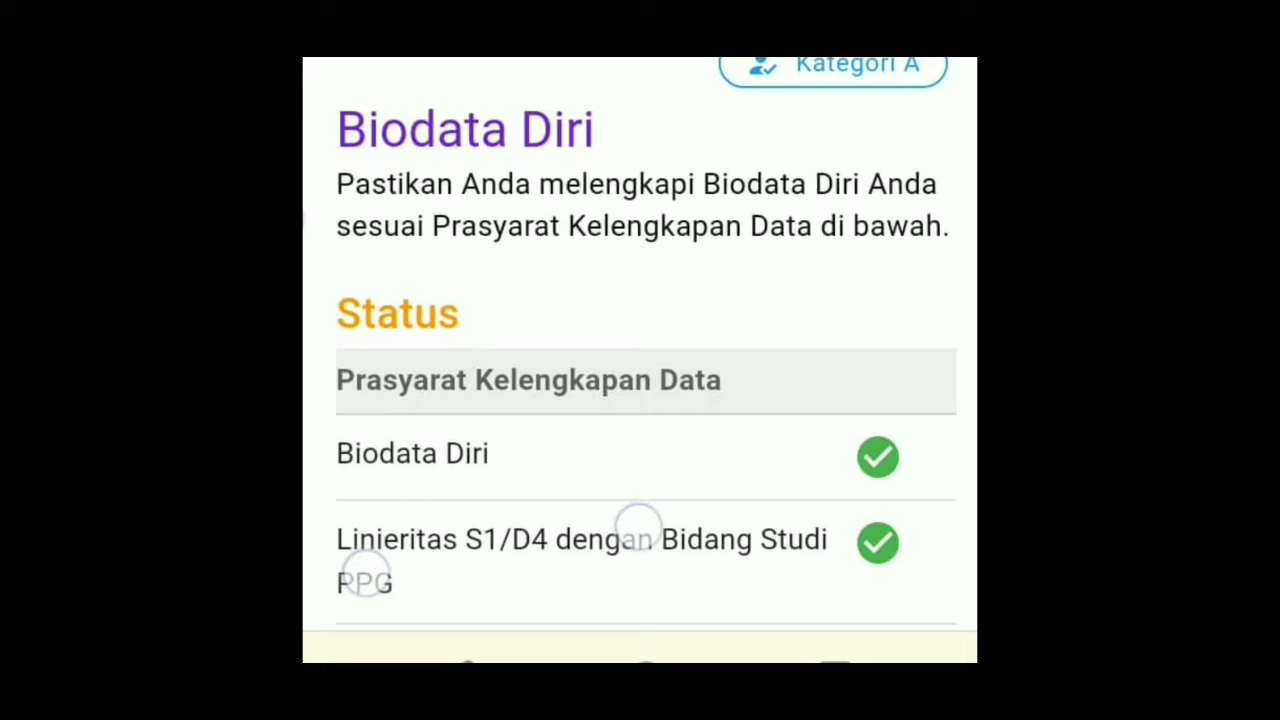 Kategori A
Biodata Diri
Pastikan Anda melengkapi Biodata Diri Anda
sesuai Prasyarat Kelengkapan Data di bawah.
Status
Prasyarat Kelengkapan Data
Biodata Diri
Linieritas S1/D4 dengan Bidang Studi
PPG